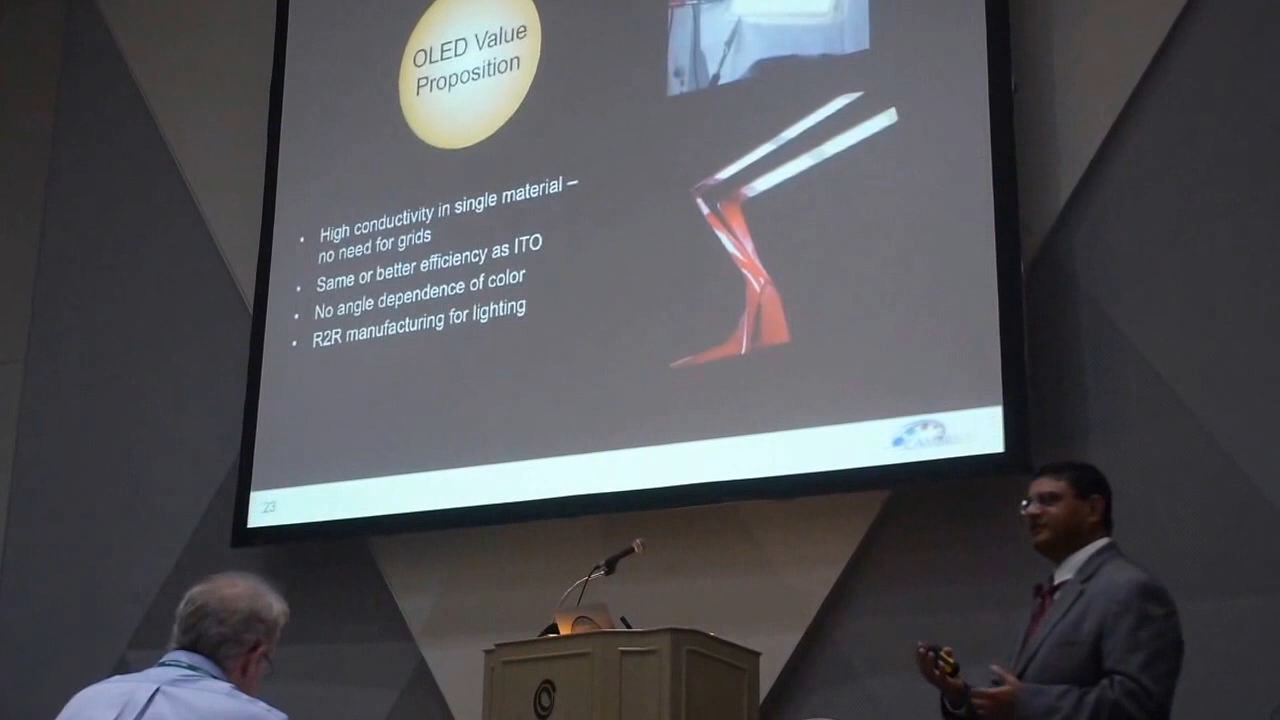 OLED Value
Proposition
• High conductivity in single material –
no need for grids
• Same or better efficiency as ITO
• No angle dependence of color
• R2R manufacturing for lighting
23